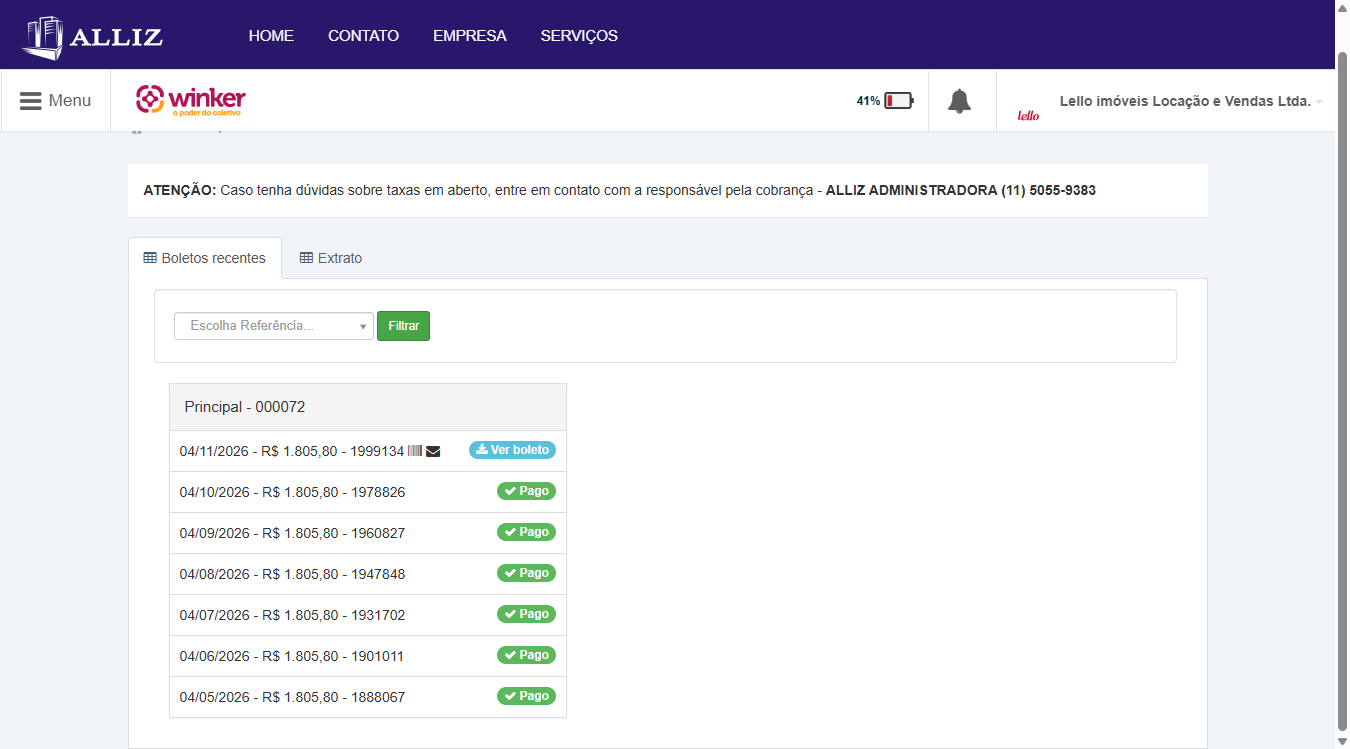 ALLIZ
HOME CONTATO EMPRESA SERVIÇOS
Menu
winker
o poder do coletivo
41%
lello
Lello imóveis Locação e Vendas Ltda.
ATENÇÃO: Caso tenha dúvidas sobre taxas em aberto, entre em contato com a responsável pela cobrança - ALLIZ ADMINISTRADORA (11) 5055-9383
Boletos recentes
Extrato
Escolha Referência...
Filtrar
Principal - 000072
04/11/2026 - R$ 1.805,80 - 1999134 Ver boleto
04/10/2026 - R$ 1.805,80 - 1978826 Pago
04/09/2026 - R$ 1.805,80 - 1960827 Pago
04/08/2026 - R$ 1.805,80 - 1947848 Pago
04/07/2026 - R$ 1.805,80 - 1931702 Pago
04/06/2026 - R$ 1.805,80 - 1901011 Pago
04/05/2026 - R$ 1.805,80 - 1888067 Pago